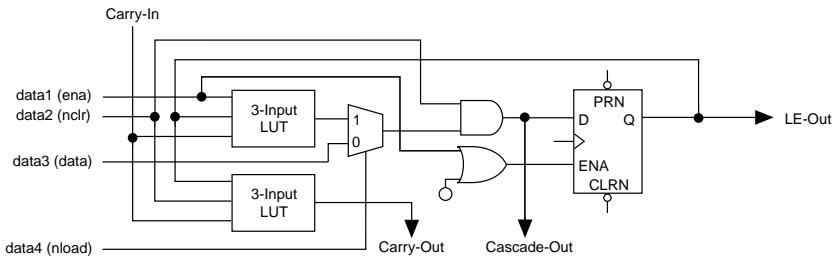 Carry-In
data1 (ena)
data2 (nclr)
data3 (data)
data4 (nload)
3-Input
LUT
3-Input
LUT
1
0
Carry-Out
Cascade-Out
PRN
D
Q
ENA
CLRN
LE-Out